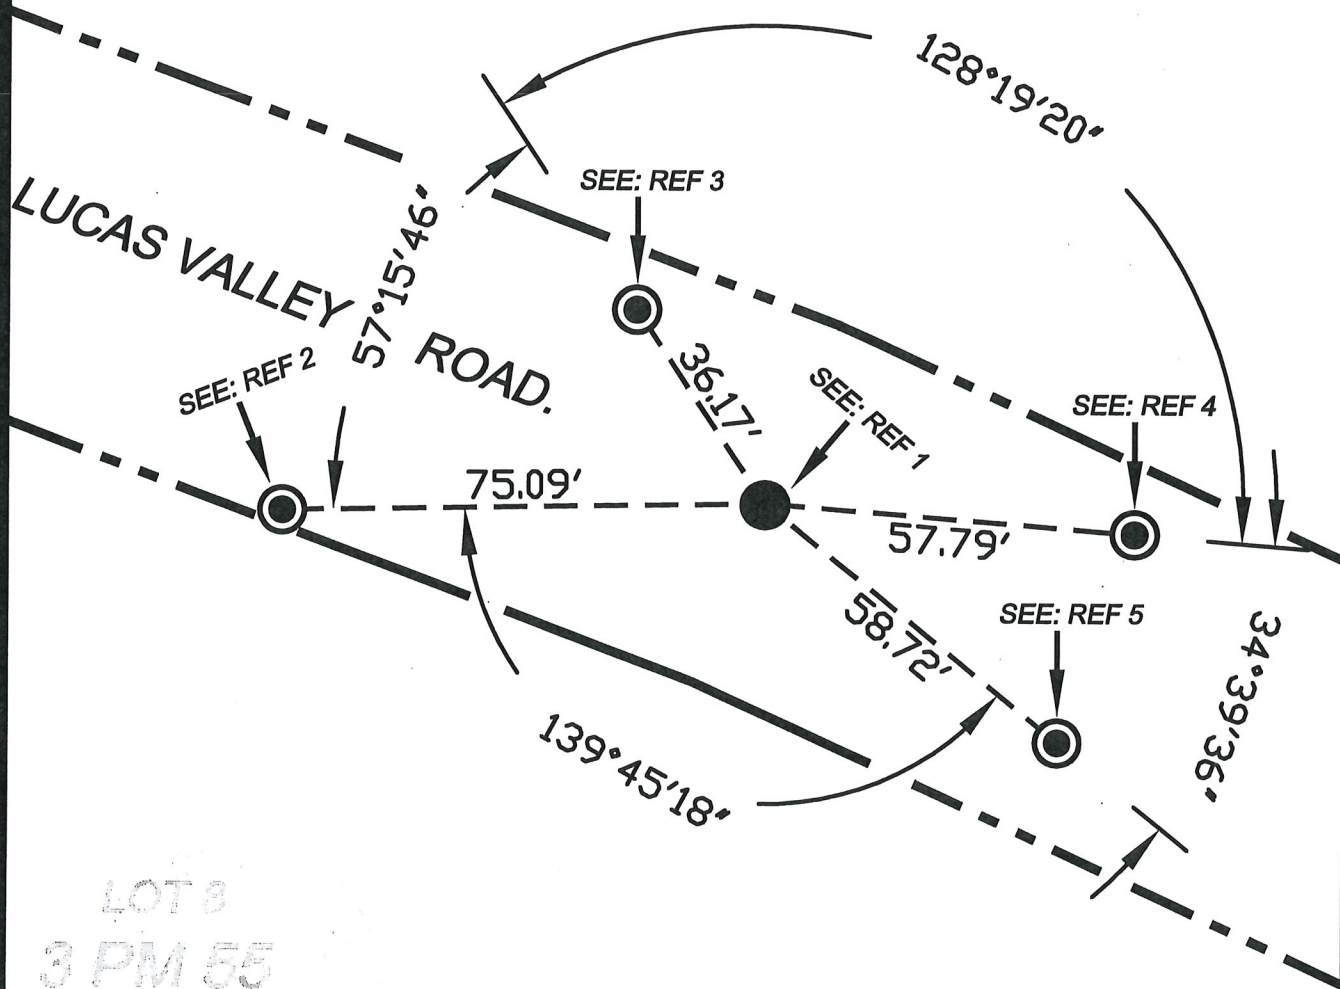 128°19'20"
SEE: REF 3
57°15'46"
LUCAS VALLEY ROAD.
SEE: REF 2
36.17'
SEE: REF 1
SEE: REF 4
75.09'
57.79'
58.72'
SEE: REF 5
34°39'36"
139°45'18"
LOT 8
3 PM 55